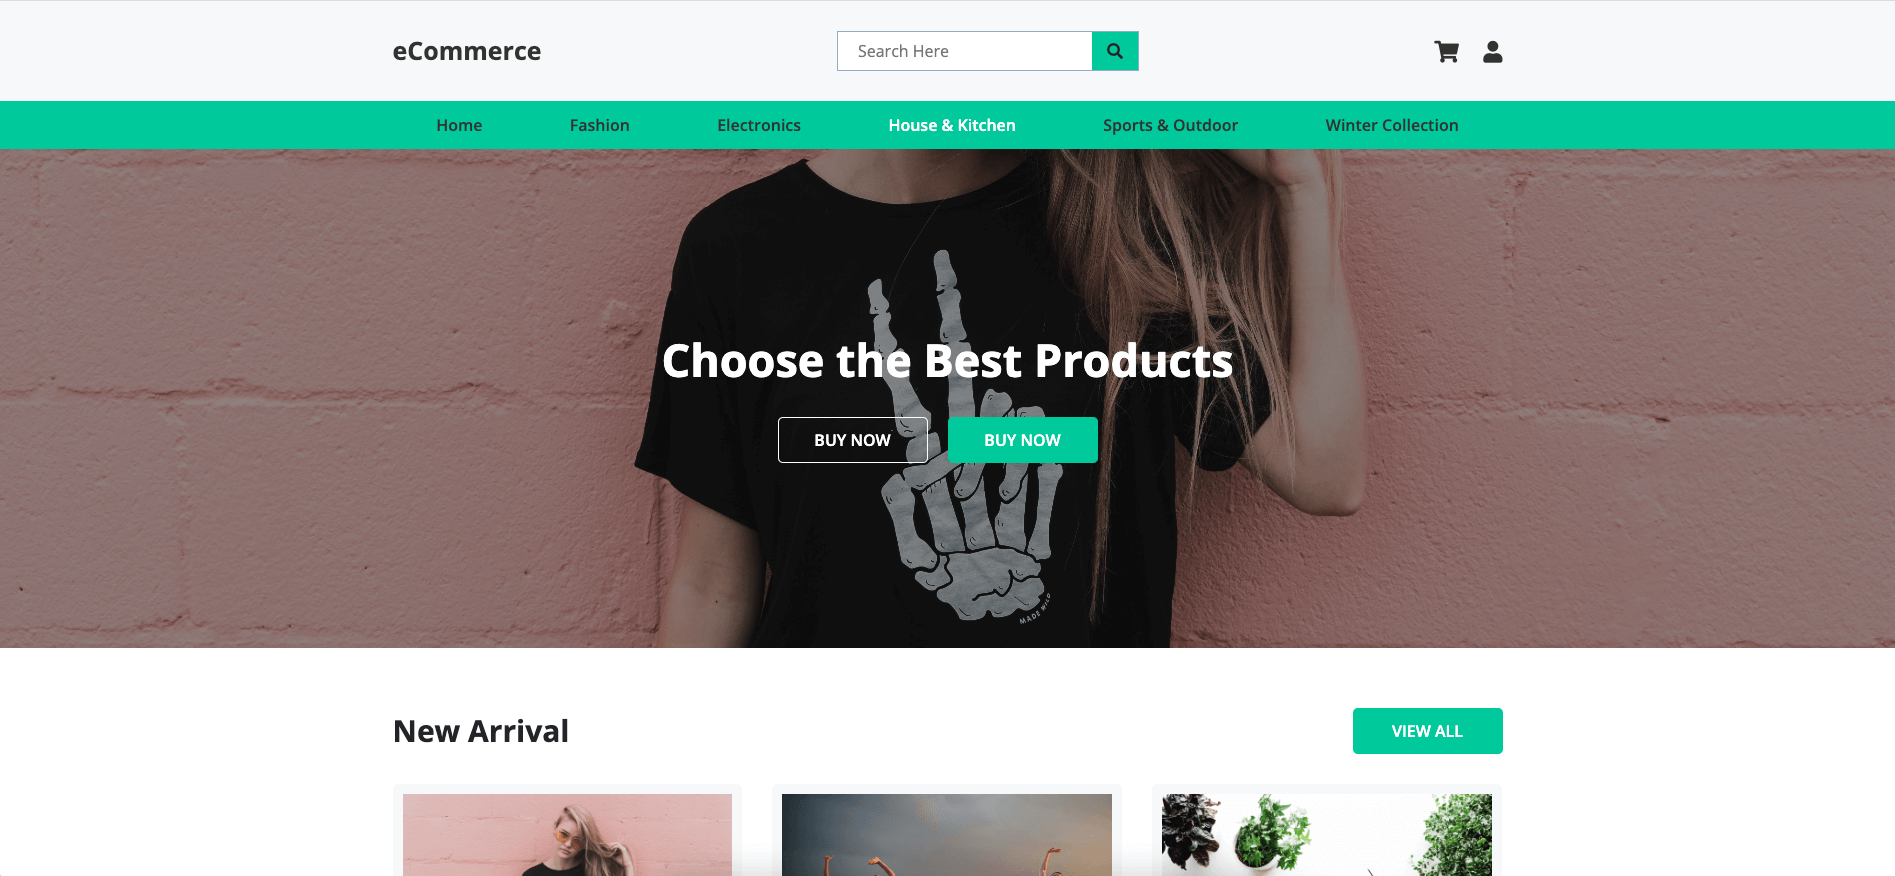 eCommerce
Search Here
Home Fashion Electronics House & Kitchen Sports & Outdoor Winter Collection
Choose the Best Products
BUY NOW BUY NOW
MADE WILD
New Arrival VIEW ALL